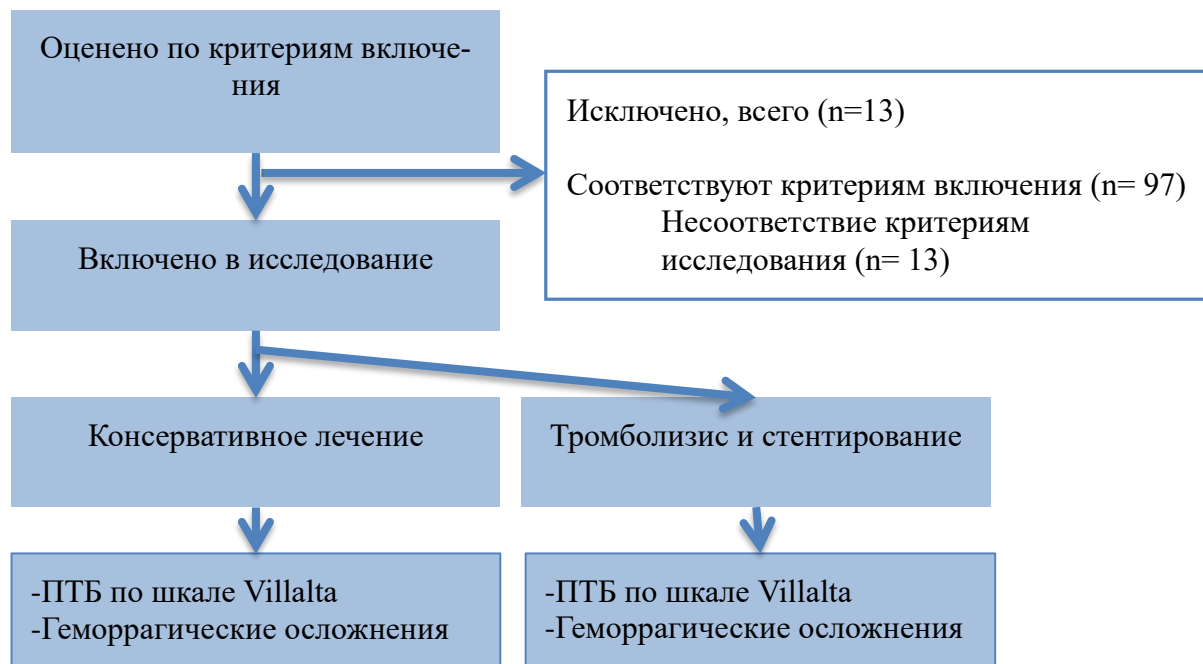 Оценено по критериям включе-
ния
Исключено, всего (n=13)
Соответствуют критериям включения (n= 97)
Несоответствие критериям
исследования (n= 13)
Включено в исследование
Консервативное лечение
Тромболизис и стентирование
-ПТБ по шкале Villalta
-Геморрагические осложнения
-ПТБ по шкале Villalta
-Геморрагические осложнения